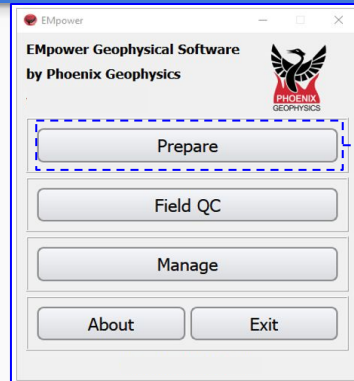 EMpower
EMpower Geophysical Software
by Phoenix Geophysics
PHOENIX
GEOPHYSICS
Prepare
Field QC
Manage
About
Exit